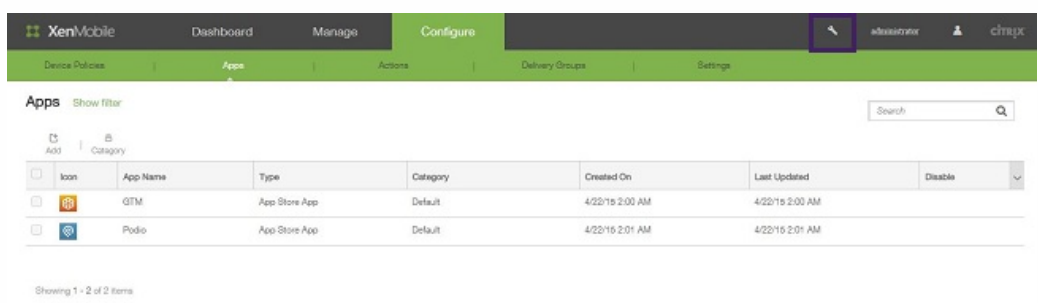 XenMobile Dashboard Manage Configure administrator citrix
Device Policies | Apps | Actions | Delivery Groups | Settings
Apps Show filter
Search
Add | Category
Icon App Name Type Category Created On Last Updated Disable
GTM App Store App Default 4/22/15 2:00 AM 4/22/15 2:00 AM
Podio App Store App Default 4/22/15 2:01 AM 4/22/15 2:01 AM
Showing 1 - 2 of 2 items